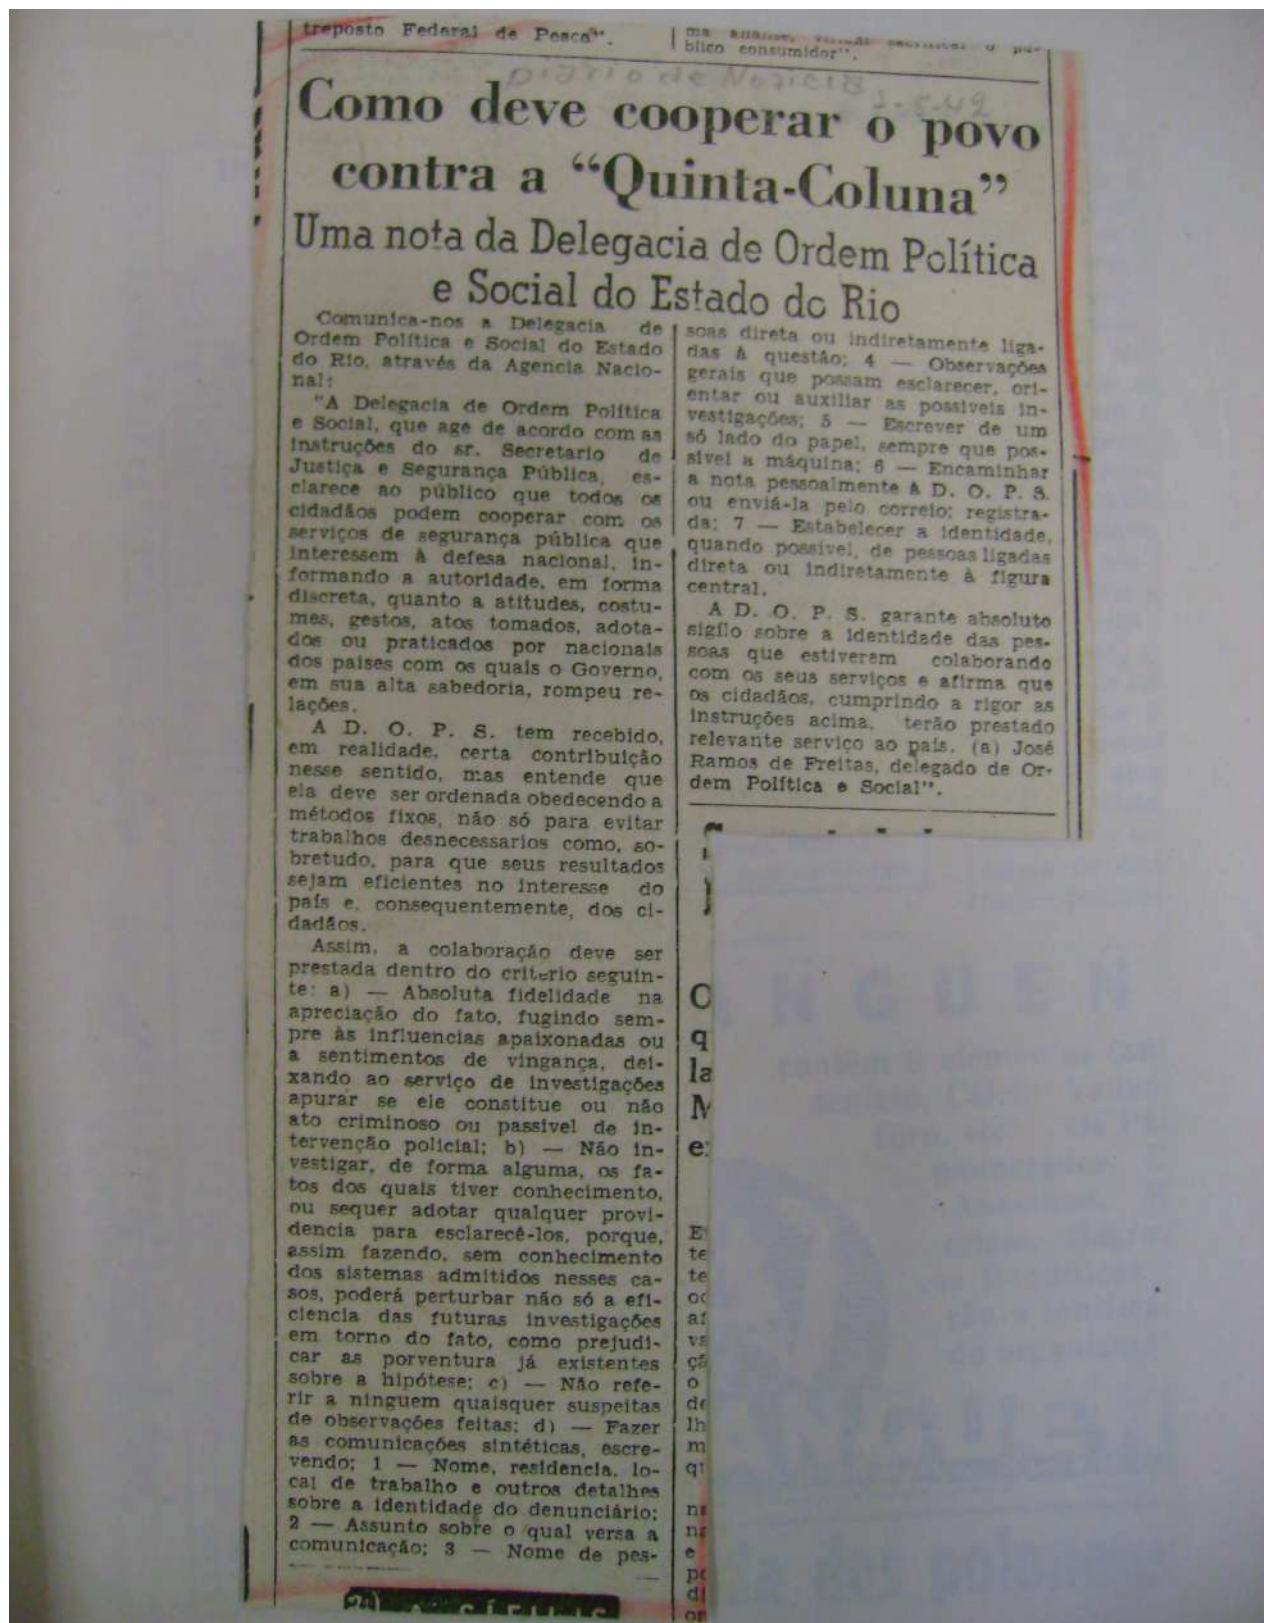 treposto Federal de Pesca".
blico consumidor".
Diario de Noticia
Como deve cooperar o povo
contra a “Quinta-Coluna”
Uma nota da Delegacia de Ordem Política
e Social do Estado do Rio
Comunica-nos a Delegacia de
Ordem Política e Social do Estado
do Rio, através da Agencia Nacio-
nal:
"A Delegacia de Ordem Política
e Social, que age de acordo com as
instruções do sr. Secretario de
Justiça e Segurança Pública, es-
clarece ao público que todos os
cidadãos podem cooperar com os
serviços de segurança pública que
interessem à defesa nacional, in-
formando a autoridade, em forma
discreta, quanto a atitudes, costu-
mes, gestos, atos tomados, adota-
dos ou praticados por nacionais
dos países com os quais o Governo,
em sua alta sabedoria, rompeu re-
lações.
A D. O. P. S. tem recebido,
em realidade, certa contribuição
nesse sentido, mas entende que
ela deve ser ordenada obedecendo a
métodos fixos, não só para evitar
trabalhos desnecessarios como, so-
bretudo, para que seus resultados
sejam eficientes no interesse do
país e, consequentemente, dos ci-
dadãos.
Assim, a colaboração deve ser
prestada dentro do criterio seguin-
te: a) — Absoluta fidelidade na
apreciação do fato, fugindo sem-
pre às influencias apaixonadas ou
a sentimentos de vingança, dei-
xando ao serviço de investigações
apurar se ele constitue ou não
ato criminoso ou passivel de in-
tervenção policial; b) — Não in-
vestigar, de forma alguma, os fa-
tos dos quais tiver conhecimento,
ou sequer adotar qualquer provi-
dencia para esclarecê-los, porque,
assim fazendo, sem conhecimento
dos sistemas admitidos nesses ca-
sos, poderá perturbar não só a efi-
ciencia das futuras investigações
em torno do fato, como prejudi-
car as porventura já existentes
sobre a hipótese; c) — Não refe-
rir a ninguem quaisquer suspeitas
de observações feitas; d) — Fazer
as comunicações sintéticas, escre-
vendo: 1 — Nome, residencia, lo-
cal de trabalho e outros detalhes
sobre a identidade do denunciário;
2 — Assunto sobre o qual versa a
comunicação; 3 — Nome de pes-
soas direta ou indiretamente liga-
das à questão; 4 — Observações
gerais que possam esclarecer, ori-
entar ou auxiliar as possiveis in-
vestigações; 5 — Escrever de um
só lado do papel, sempre que pos-
sivel a máquina; 6 — Encaminhar
a nota pessoalmente à D. O. P. S.
ou enviá-la pelo correio; registra-
da; 7 — Estabelecer a identidade,
quando possivel, de pessoas ligadas
direta ou indiretamente à figura
central.
A D. O. P. S. garante absoluto
sigilo sobre a identidade das pes-
soas que estiverem colaborando
com os seus serviços e afirma que
os cidadãos, cumprindo a rigor as
instruções acima, terão prestado
relevante serviço ao país. (a) José
Ramos de Freitas, delegado de Or-
dem Política e Social".